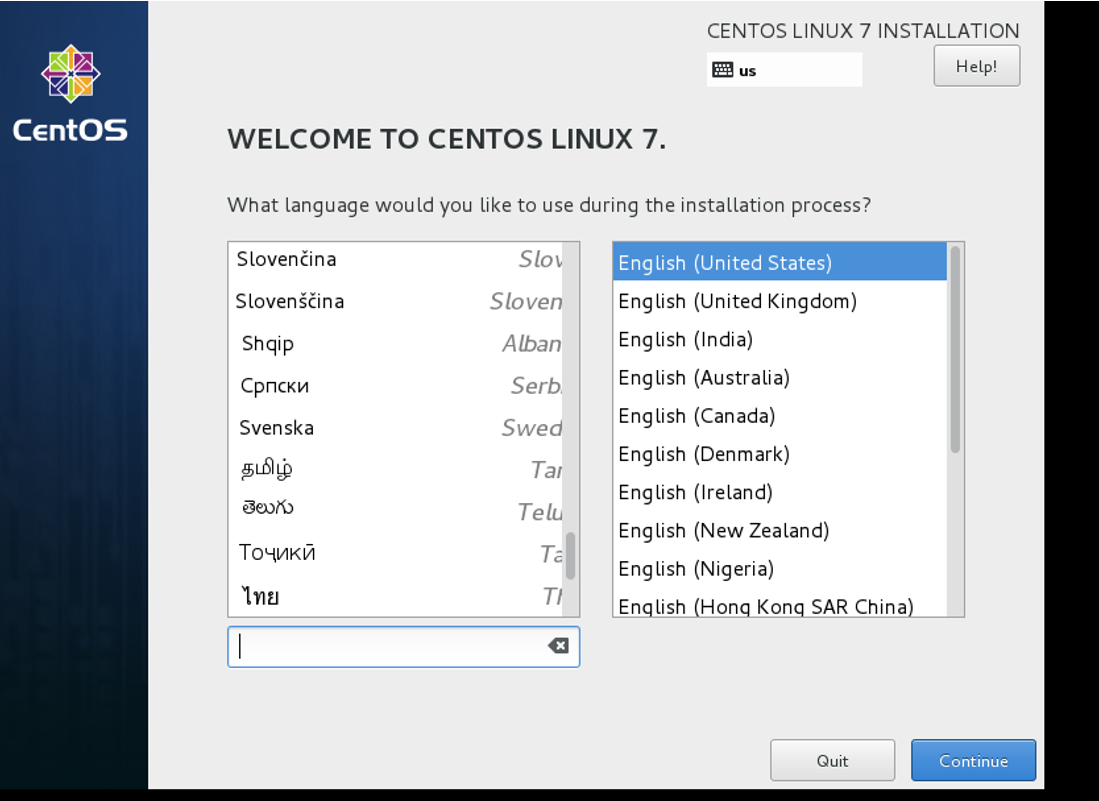 CentOS
CENTOS LINUX 7 INSTALLATION
us
Help!
WELCOME TO CENTOS LINUX 7.
What language would you like to use during the installation process?
Slovenčina Slov
Slovenščina Sloven
Shqip Alban
Српски Serb
Svenska Swed
தமிழ் Ta
తెలుగు Telu
Тоҷикӣ Ta
ไทย T
English (United States)
English (United Kingdom)
English (India)
English (Australia)
English (Canada)
English (Denmark)
English (Ireland)
English (New Zealand)
English (Nigeria)
English (Hong Kong SAR China)
Quit
Continue